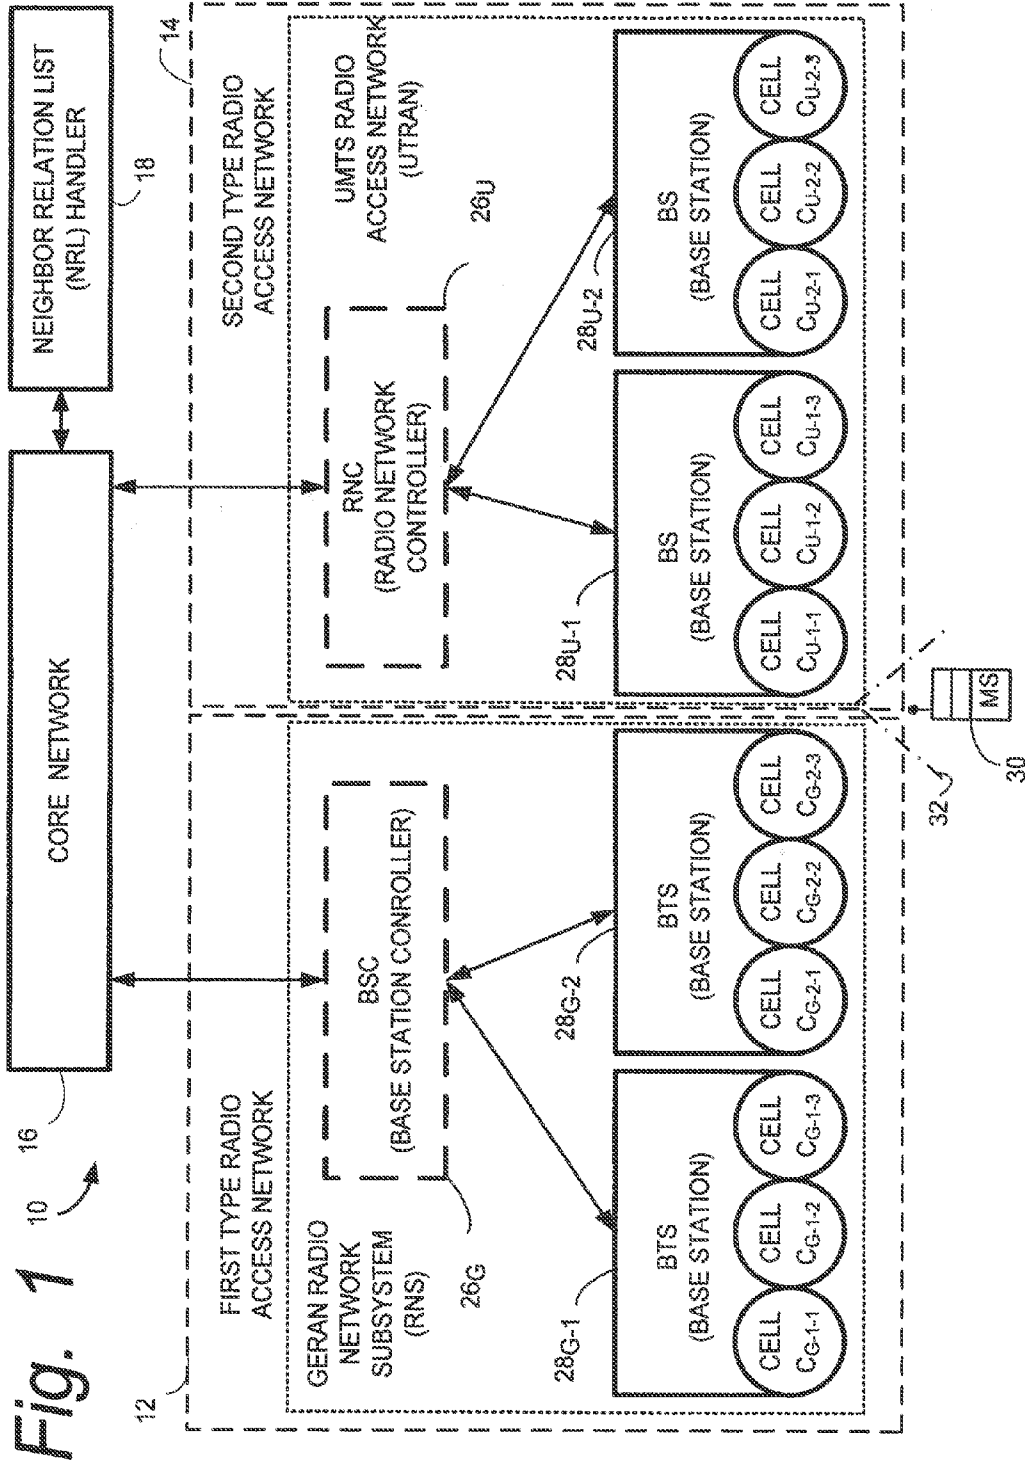 Fig. 1
10
16
CORE NETWORK
NEIGHBOR RELATION LIST
(NRL) HANDLER
18
12
14
FIRST TYPE RADIO
ACCESS NETWORK
SECOND TYPE RADIO
ACCESS NETWORK
GERAN RADIO
NETWORK
SUBSYSTEM
(RNS)
26G
BSC
(BASE STATION CONROLLER)
RNC
(RADIO NETWORK
CONTROLLER)
UMTS RADIO
ACCESS NETWORK
(UTRAN)
26U
28G-1
28G-2
28U-1
28U-2
BTS
(BASE STATION)
CELL
CG-1-1
CELL
CG-1-2
CELL
CG-1-3
BTS
(BASE STATION)
CELL
CG-2-1
CELL
CG-2-2
CELL
CG-2-3
BS
(BASE STATION)
CELL
CU-1-1
CELL
CU-1-2
CELL
CU-1-3
BS
(BASE STATION)
CELL
CU-2-1
CELL
CU-2-2
CELL
CU-2-3
32
MS
30